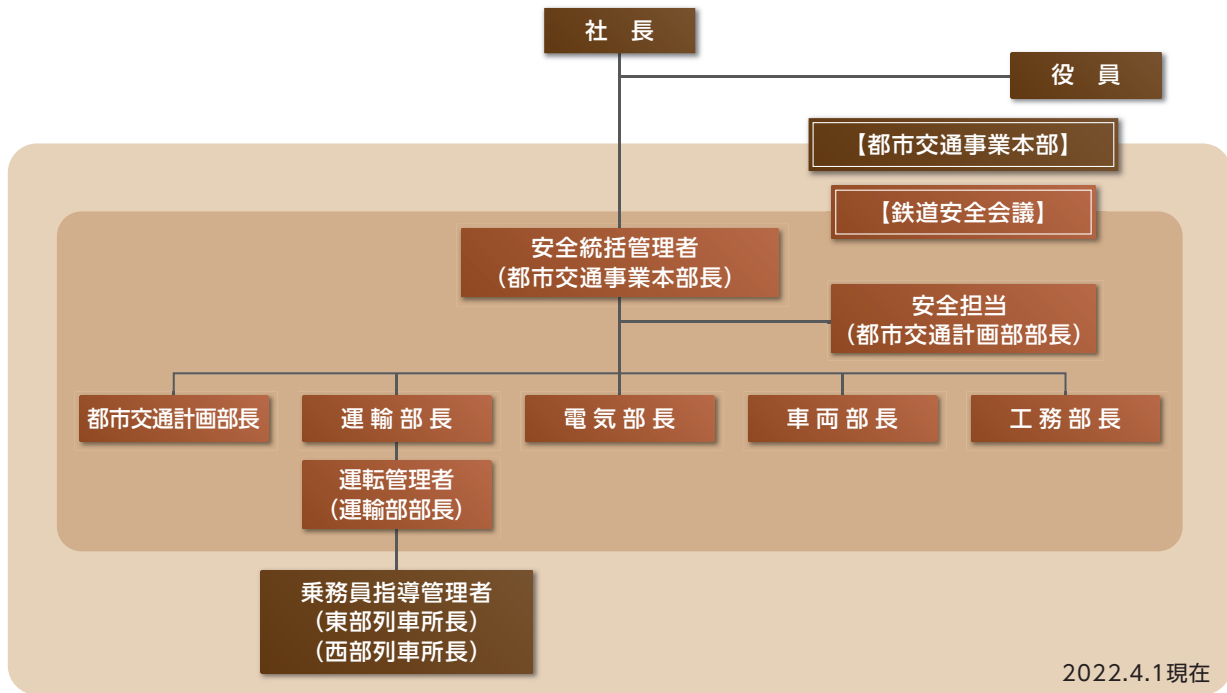 社 長
役 員
【都市交通事業本部】
【鉄道安全会議】
安全統括管理者
（都市交通事業本部長）
安全担当
（都市交通計画部部長）
都市交通計画部長
運輸部長
電気部長
車両部長
工務部長
運転管理者
（運輸部部長）
乗務員指導管理者
（東部列車所長）
（西部列車所長）
2022.4.1現在